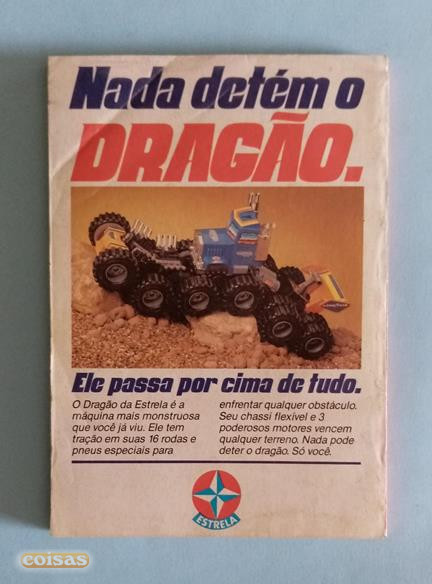 Nada detém o
DRAGÃO.
GOODYEAR
Ele passa por cima de tudo.
O Dragão da Estrela é a
máquina mais monstruosa
que você já viu. Ele tem
tração em suas 16 rodas e
pneus especiais para
enfrentar qualquer obstáculo.
Seu chassi flexível e 3
poderosos motores vencem
qualquer terreno. Nada pode
deter o dragão. Só você.
ESTRELA
coisas